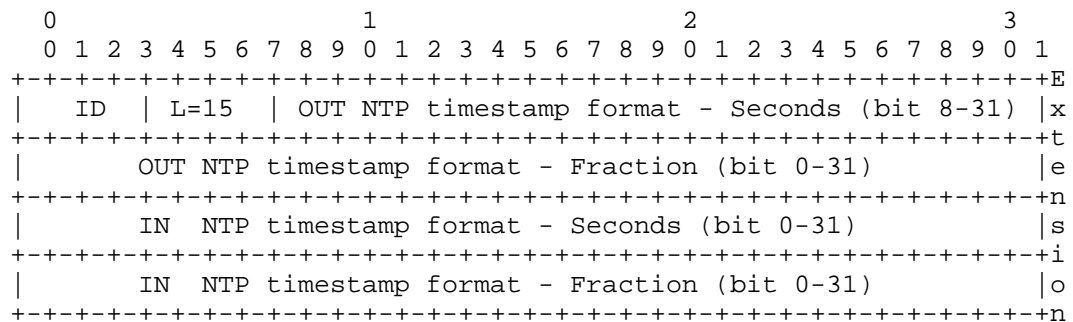 0                   1                   2                   3
 0 1 2 3 4 5 6 7 8 9 0 1 2 3 4 5 6 7 8 9 0 1 2 3 4 5 6 7 8 9 0 1
+-+-+-+-+-+-+-+-+-+-+-+-+-+-+-+-+-+-+-+-+-+-+-+-+-+-+-+-+-+-+-+-+E
|   ID  | L=15  | OUT NTP timestamp format - Seconds (bit 8-31) |x
+-+-+-+-+-+-+-+-+-+-+-+-+-+-+-+-+-+-+-+-+-+-+-+-+-+-+-+-+-+-+-+-+t
|       OUT NTP timestamp format - Fraction (bit 0-31)          |e
+-+-+-+-+-+-+-+-+-+-+-+-+-+-+-+-+-+-+-+-+-+-+-+-+-+-+-+-+-+-+-+-+n
|       IN  NTP timestamp format - Seconds (bit 0-31)           |s
+-+-+-+-+-+-+-+-+-+-+-+-+-+-+-+-+-+-+-+-+-+-+-+-+-+-+-+-+-+-+-+-+i
|       IN  NTP timestamp format - Fraction (bit 0-31)          |o
+-+-+-+-+-+-+-+-+-+-+-+-+-+-+-+-+-+-+-+-+-+-+-+-+-+-+-+-+-+-+-+-+n